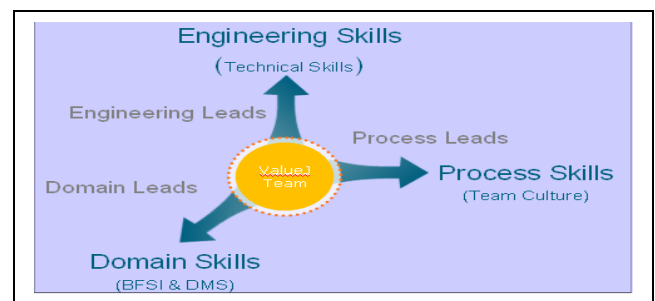 Engineering Skills
(Technical Skills)
Engineering Leads
Process Leads
ValueJ
Team
Process Skills
(Team Culture)
Domain Leads
Domain Skills
(BFSI & DMS)